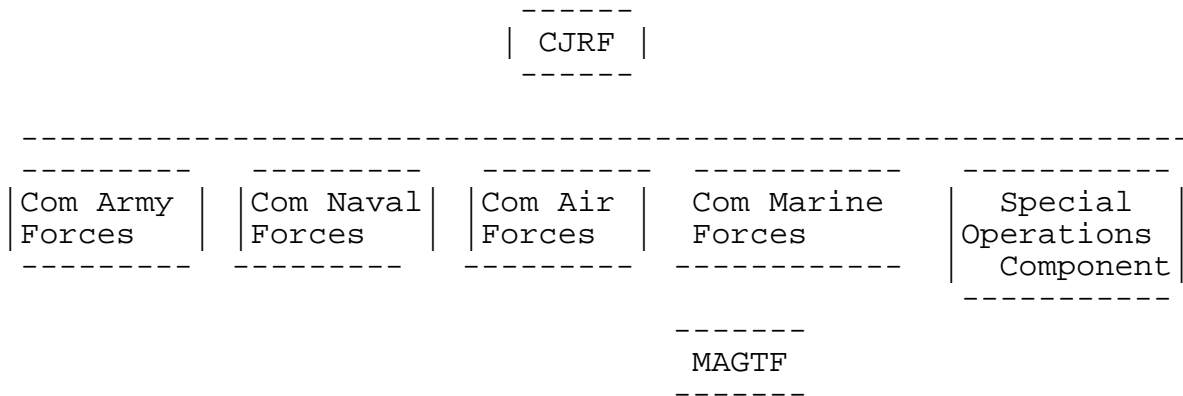 ------
| CJRF |
------
-------------------------------------------------------------
--------- --------- --------- ----------- -----------
|Com Army | |Com Naval| |Com Air | Com Marine | Special |
|Forces | |Forces | |Forces | Forces |Operations |
--------- --------- --------- ------------ | Component|
-----------
-------
MAGTF
-------